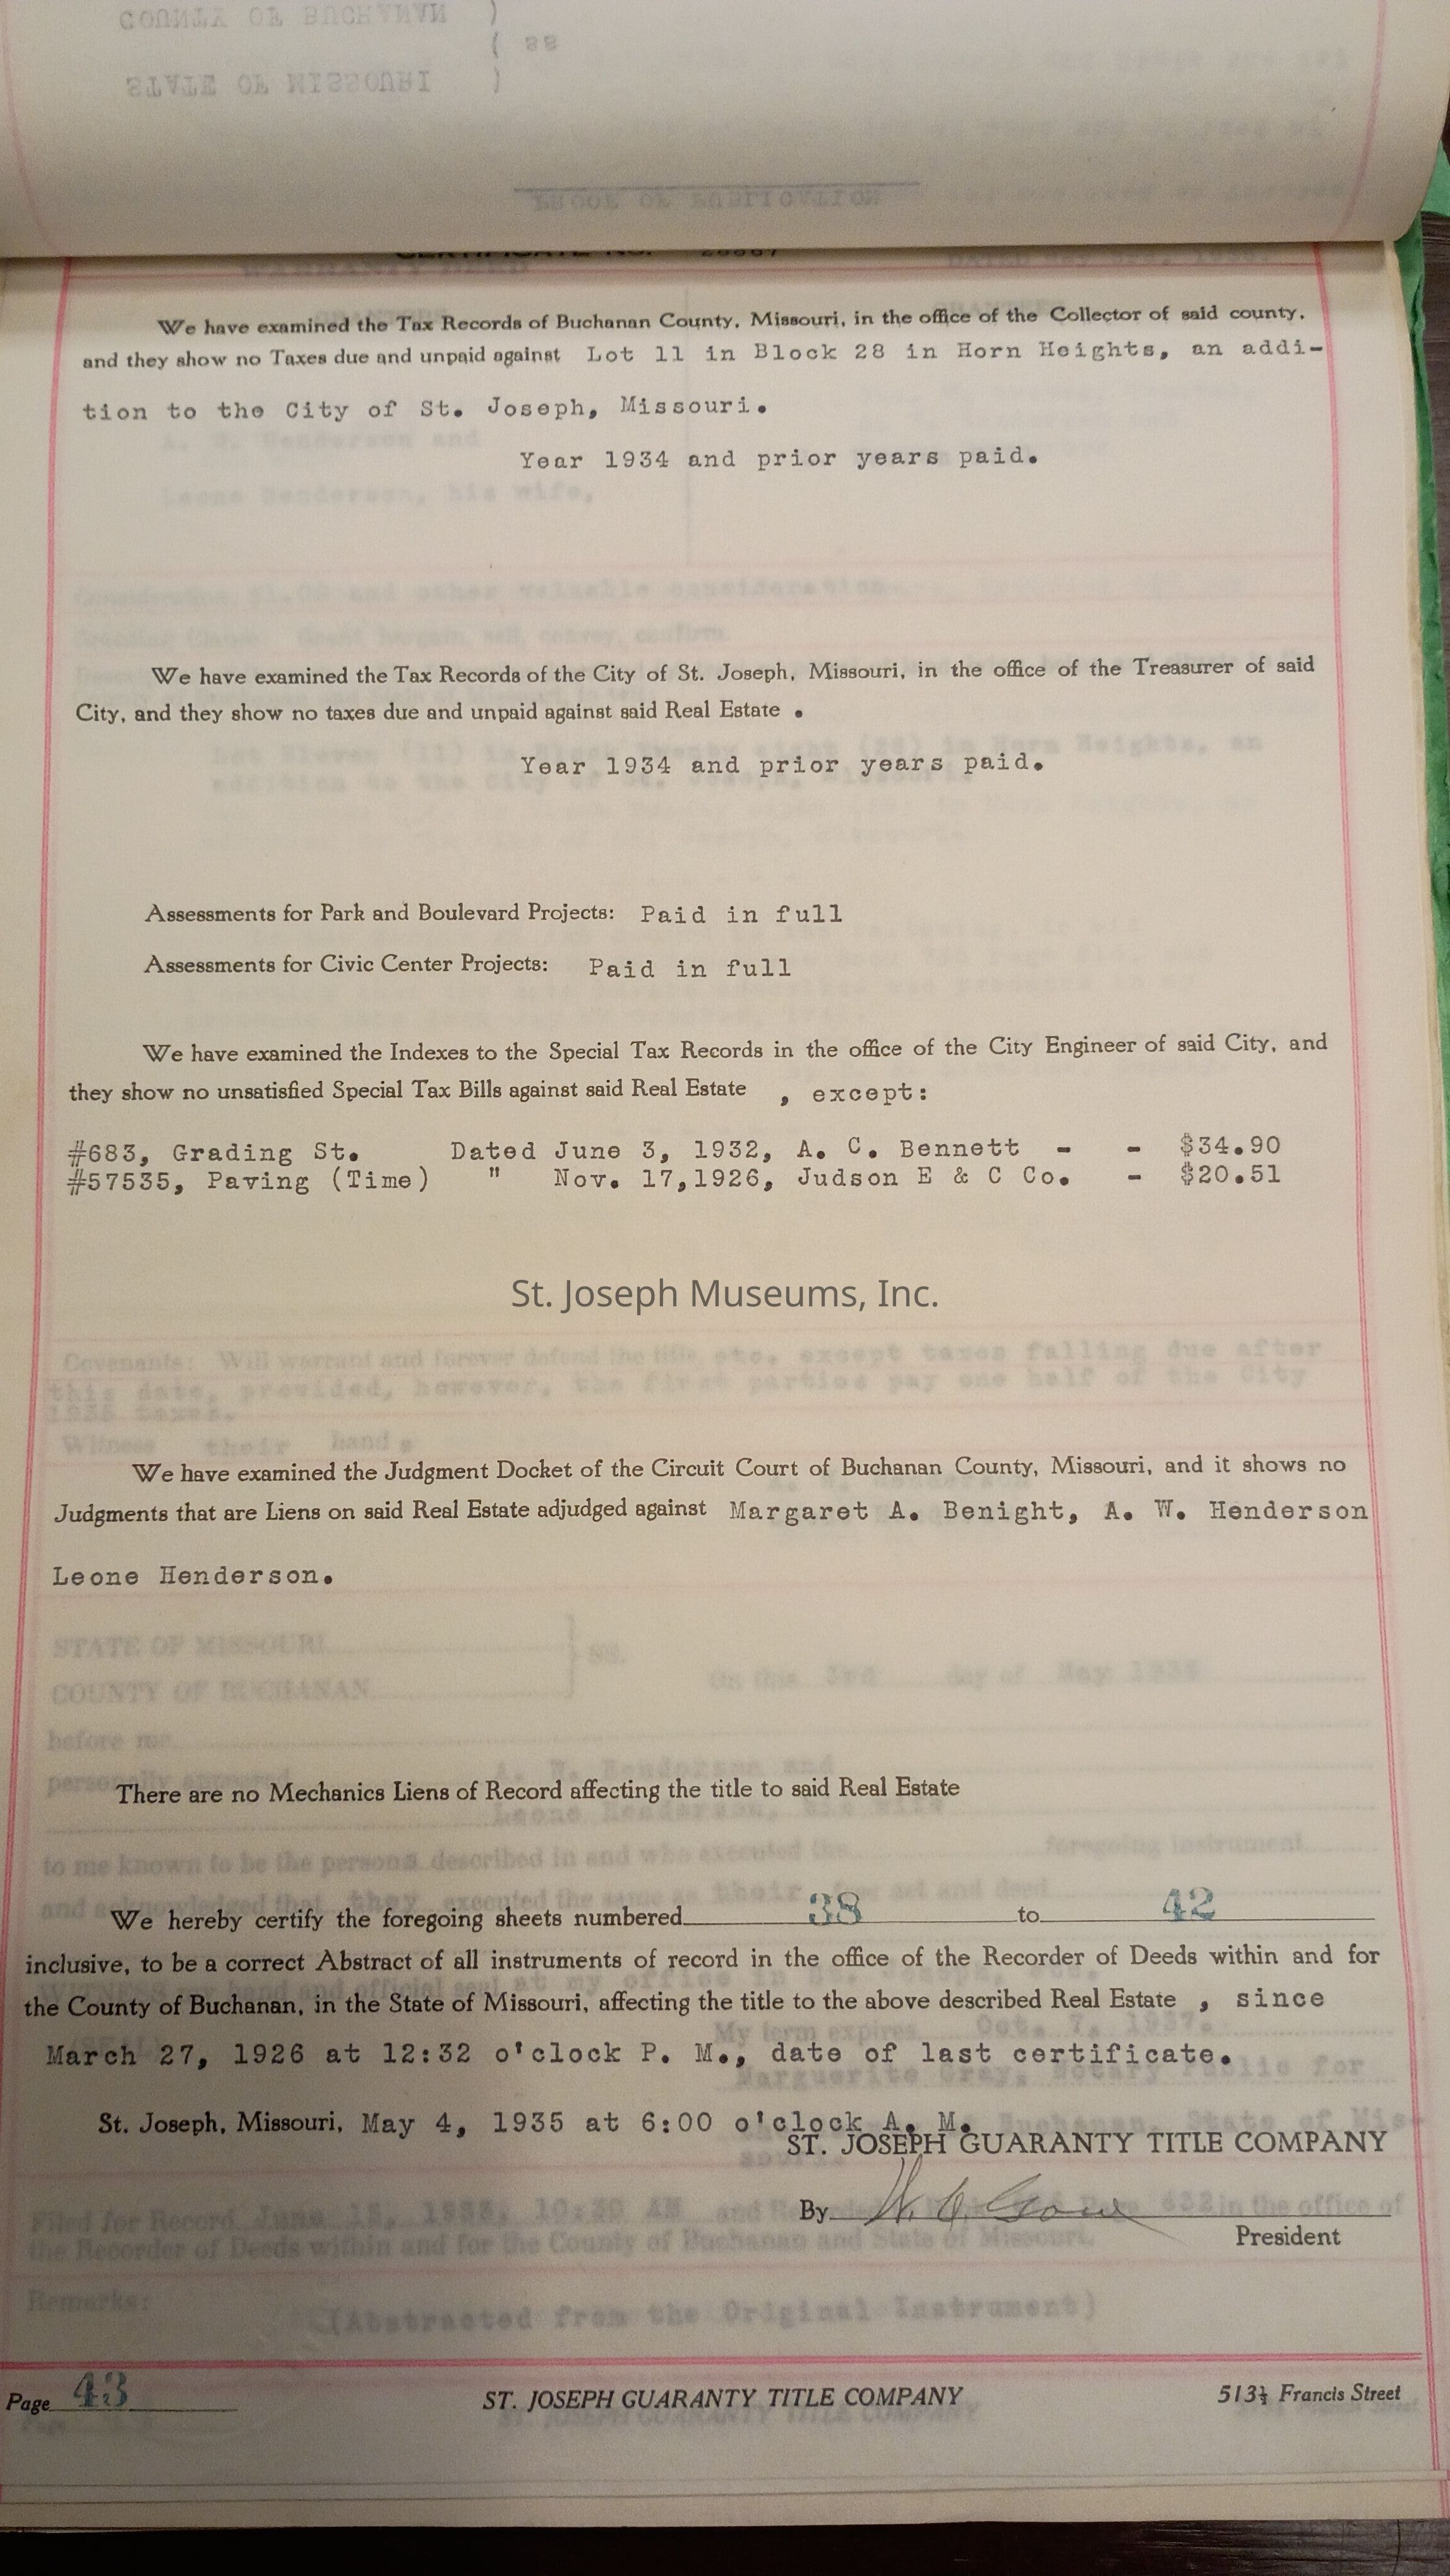 We have examined the Tax Records of Buchanan County, Missouri, in the office of the Collector of said county,
and they show no Taxes due and unpaid against Lot 11 in Block 28 in Horn Heights, an addi-
tion to the City of St. Joseph, Missouri.
Year 1934 and prior years paid.
We have examined the Tax Records of the City of St. Joseph, Missouri, in the office of the Treasurer of said
City, and they show no taxes due and unpaid against said Real Estate .
Year 1934 and prior years paid.
Assessments for Park and Boulevard Projects: Paid in full
Assessments for Civic Center Projects: Paid in full
We have examined the Indexes to the Special Tax Records in the office of the City Engineer of said City, and
they show no unsatisfied Special Tax Bills against said Real Estate , except:
#683, Grading St. Dated June 3, 1932, A. C. Bennett - - $34.90
#57535, Paving (Time) " Nov. 17,1926, Judson E & C Co. - $20.51
St. Joseph Museums, Inc.
We have examined the Judgment Docket of the Circuit Court of Buchanan County, Missouri, and it shows no
Judgments that are Liens on said Real Estate adjudged against Margaret A. Benight, A. W. Henderson
Leone Henderson.
There are no Mechanics Liens of Record affecting the title to said Real Estate
We hereby certify the foregoing sheets numbered 38 to 42
inclusive, to be a correct Abstract of all instruments of record in the office of the Recorder of Deeds within and for
the County of Buchanan, in the State of Missouri, affecting the title to the above described Real Estate , since
March 27, 1926 at 12:32 o'clock P. M., date of last certificate.
St. Joseph, Missouri, May 4, 1935 at 6:00 o'clock A. M.
ST. JOSEPH GUARANTY TITLE COMPANY
By
President
Page 43 ST. JOSEPH GUARANTY TITLE COMPANY 513½ Francis Street